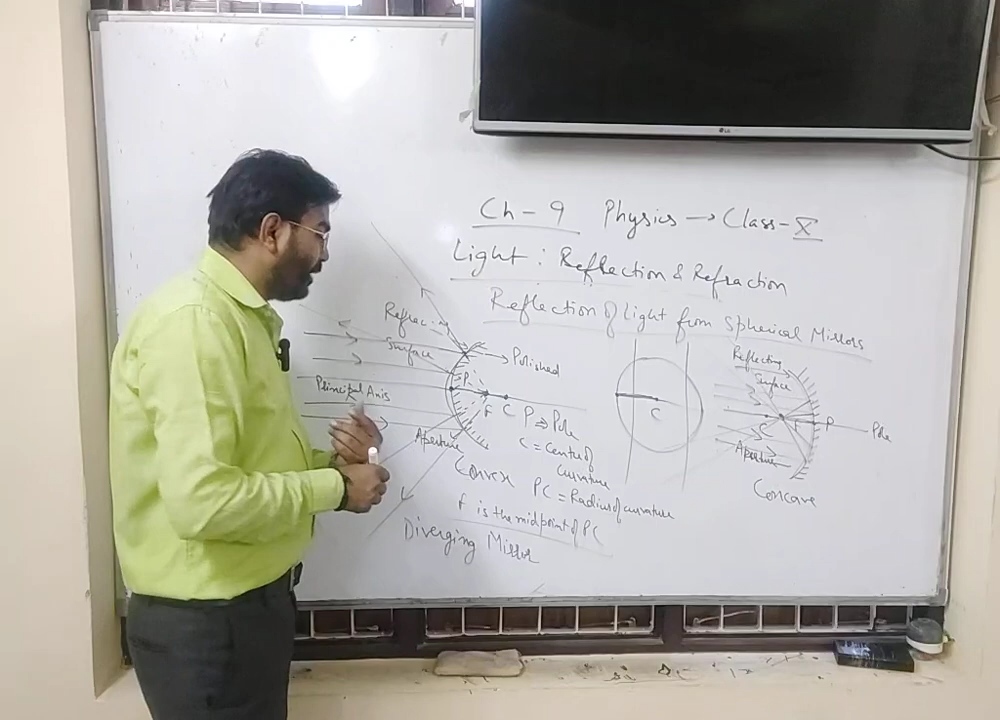 LG
Ch-9 Physics → Class-X
Light : Reflection & Refraction
Reflection of Light from Spherical Mirrors
Surface
Polished
Principal Axis
P
F C
Aperture
Convex
P ⇒ Pole
C = Centre of
curvature
PC = Radius of curvature
f is the midpoint of PC
Diverging Mirror
C
Reflecting
Surface
C F P
Pole
Aperture
Concave